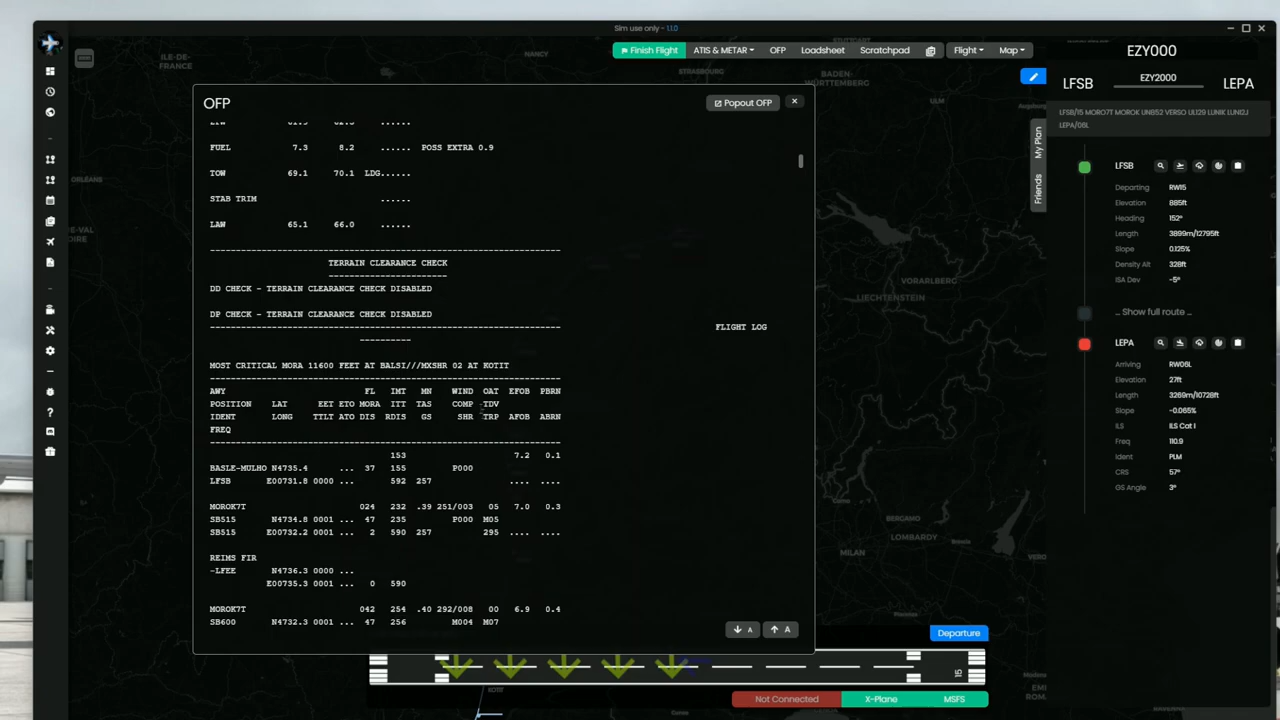 Sim use only - 1.1.0
Finish Flight ATIS & METAR OFP Loadsheet Scratchpad Flight Map
EZY000
LFSB EZY2000 LEPA
LFSB/15 MORO7T MOROK UN852 VERSO UL129 LUNIK LUNI2J
LEPA/06L
OFP
Popout OFP
FUEL 7.3 8.2 ...... POSS EXTRA 0.9
TOW 69.1 70.1 LDG......
STAB TRIM ......
LAW 65.1 66.0 ......
TERRAIN CLEARANCE CHECK
DD CHECK - TERRAIN CLEARANCE CHECK DISABLED
DP CHECK - TERRAIN CLEARANCE CHECK DISABLED
FLIGHT LOG
MOST CRITICAL MORA 11600 FEET AT BALSI///MXSHR 02 AT KOTIT
AWY FL IMT MN WIND OAT EFOB PBRN
POSITION LAT EET ETO MORA ITT TAS COMP TDV
IDENT LONG TTLT ATO DIS RDIS GS SHR TRP AFOB ABRN
FREQ
153 7.2 0.1
BASLE-MULHO N4735.4 ... 37 155 P000
LFSB E00731.8 0000 ... 592 257 .... ....
MOROK7T 024 232 .39 251/003 05 7.0 0.3
SB515 N4734.8 0001 ... 47 235 P000 M05
SB515 E00732.2 0001 ... 2 590 257 295 .... ....
REIMS FIR
-LFEE N4736.3 0000 ...
E00735.3 0001 ... 0 590
MOROK7T 042 254 .40 292/008 00 6.9 0.4
SB600 N4732.3 0001 ... 47 256 M004 M07
A A
My Plan
Friends
LFSB
Departing RW15
Elevation 885ft
Heading 152°
Length 3899m/12795ft
Slope 0.125%
Density Alt 328ft
ISA Dev -5°
... Show full route ...
LEPA
Arriving RW06L
Elevation 27ft
Length 3269m/10728ft
Slope -0.065%
ILS ILS Cat I
Freq 110.9
Ident PLM
CRS 57°
GS Angle 3°
Departure
15
Not Connected X-Plane MSFS
ILE-DE-
FRANCE
NANCY
STRASBOURG
BADEN-
WÜRTTEMBERG
ULM
ORLÉANS
VORARLBERG
LIECHTENSTEIN
BERGAMO
LOMBARDY
MILAN
KOTIT